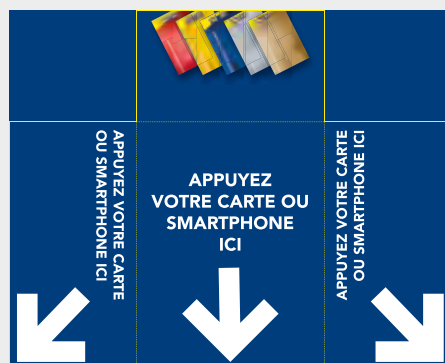 APPUYEZ VOTRE CARTE
OU SMARTPHONE ICI
APPUYEZ
VOTRE CARTE OU
SMARTPHONE
ICI
APPUYEZ VOTRE CARTE
OU SMARTPHONE ICI